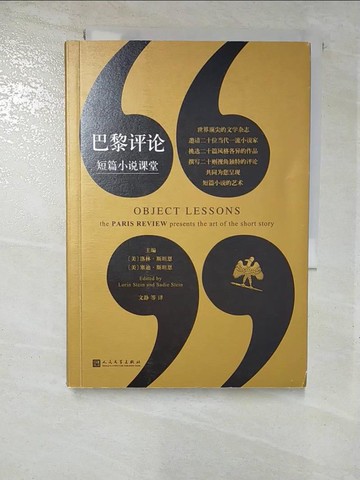 巴黎评论
短篇小说课堂
世界顶尖的文学杂志
邀请二十位当代一流小说家
挑选二十篇风格各异的作品
撰写二十则视角独特的评论
共同为您呈现
短篇小说的艺术
OBJECT LESSONS
the PARIS REVIEW presents the art of the short story
主编
[美] 洛林·斯坦恩
[美] 塞迪·斯坦恩
Edited by
Lorin Stein and Sadie Stein
文静 等 译
人民文学出版社